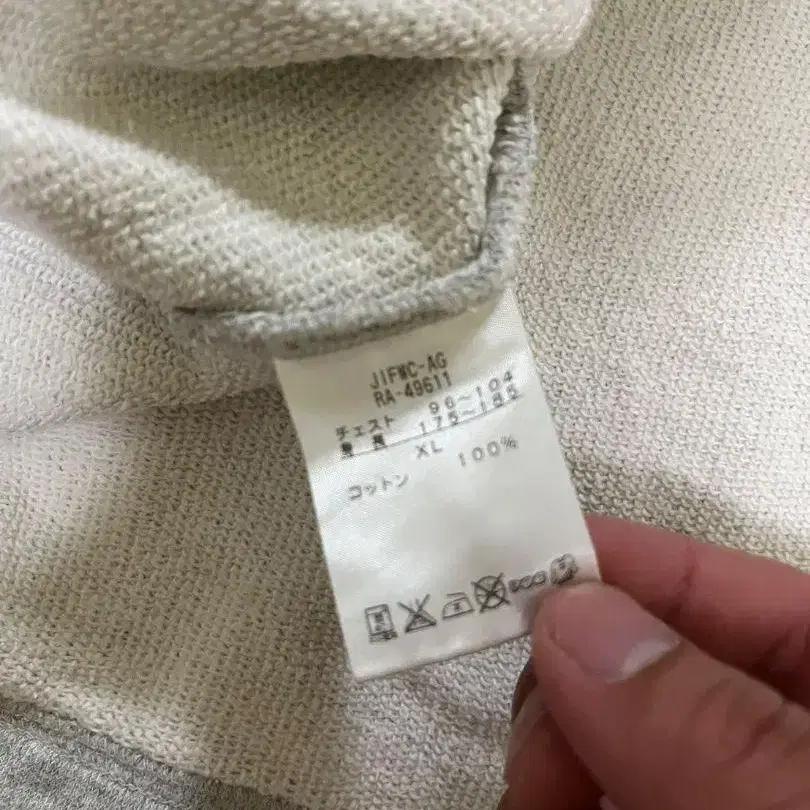 JIFWC-AG
RA-49611
チェスト 96～104
身長 175～185
XL
コットン 100%